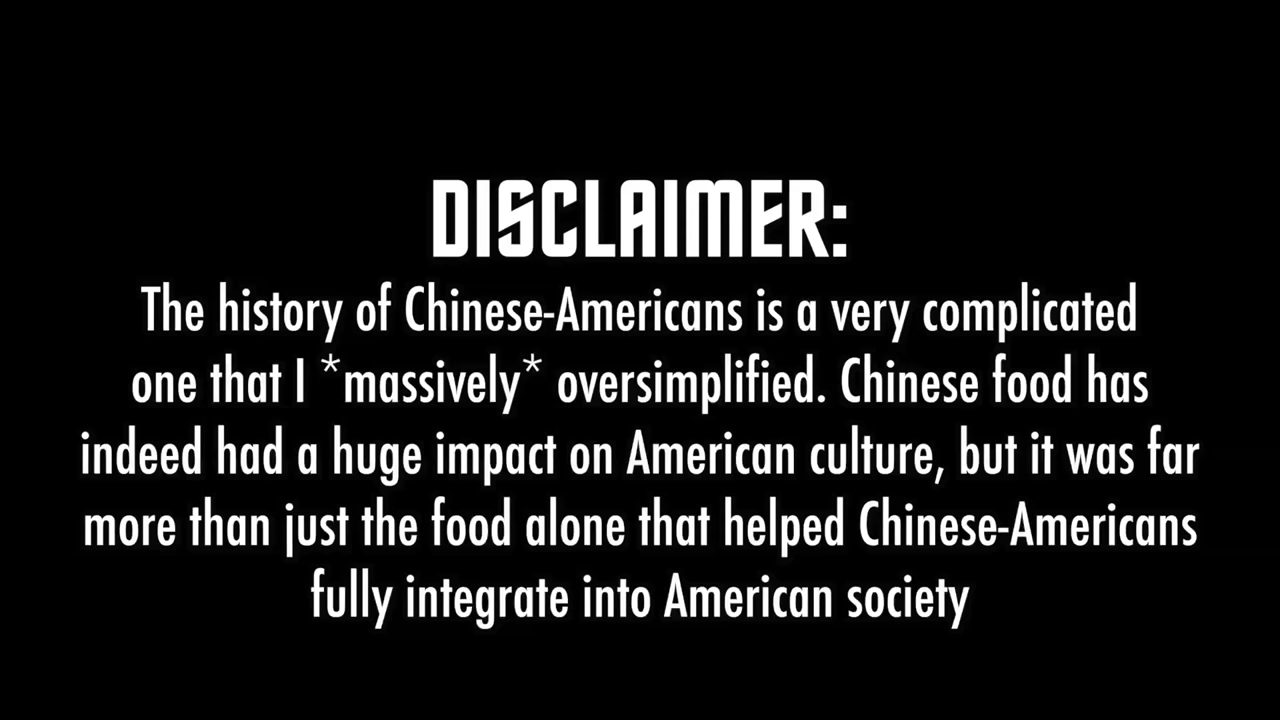 DISCLAIMER:
The history of Chinese-Americans is a very complicated
one that I *massively* oversimplified. Chinese food has
indeed had a huge impact on American culture, but it was far
more than just the food alone that helped Chinese-Americans
fully integrate into American society